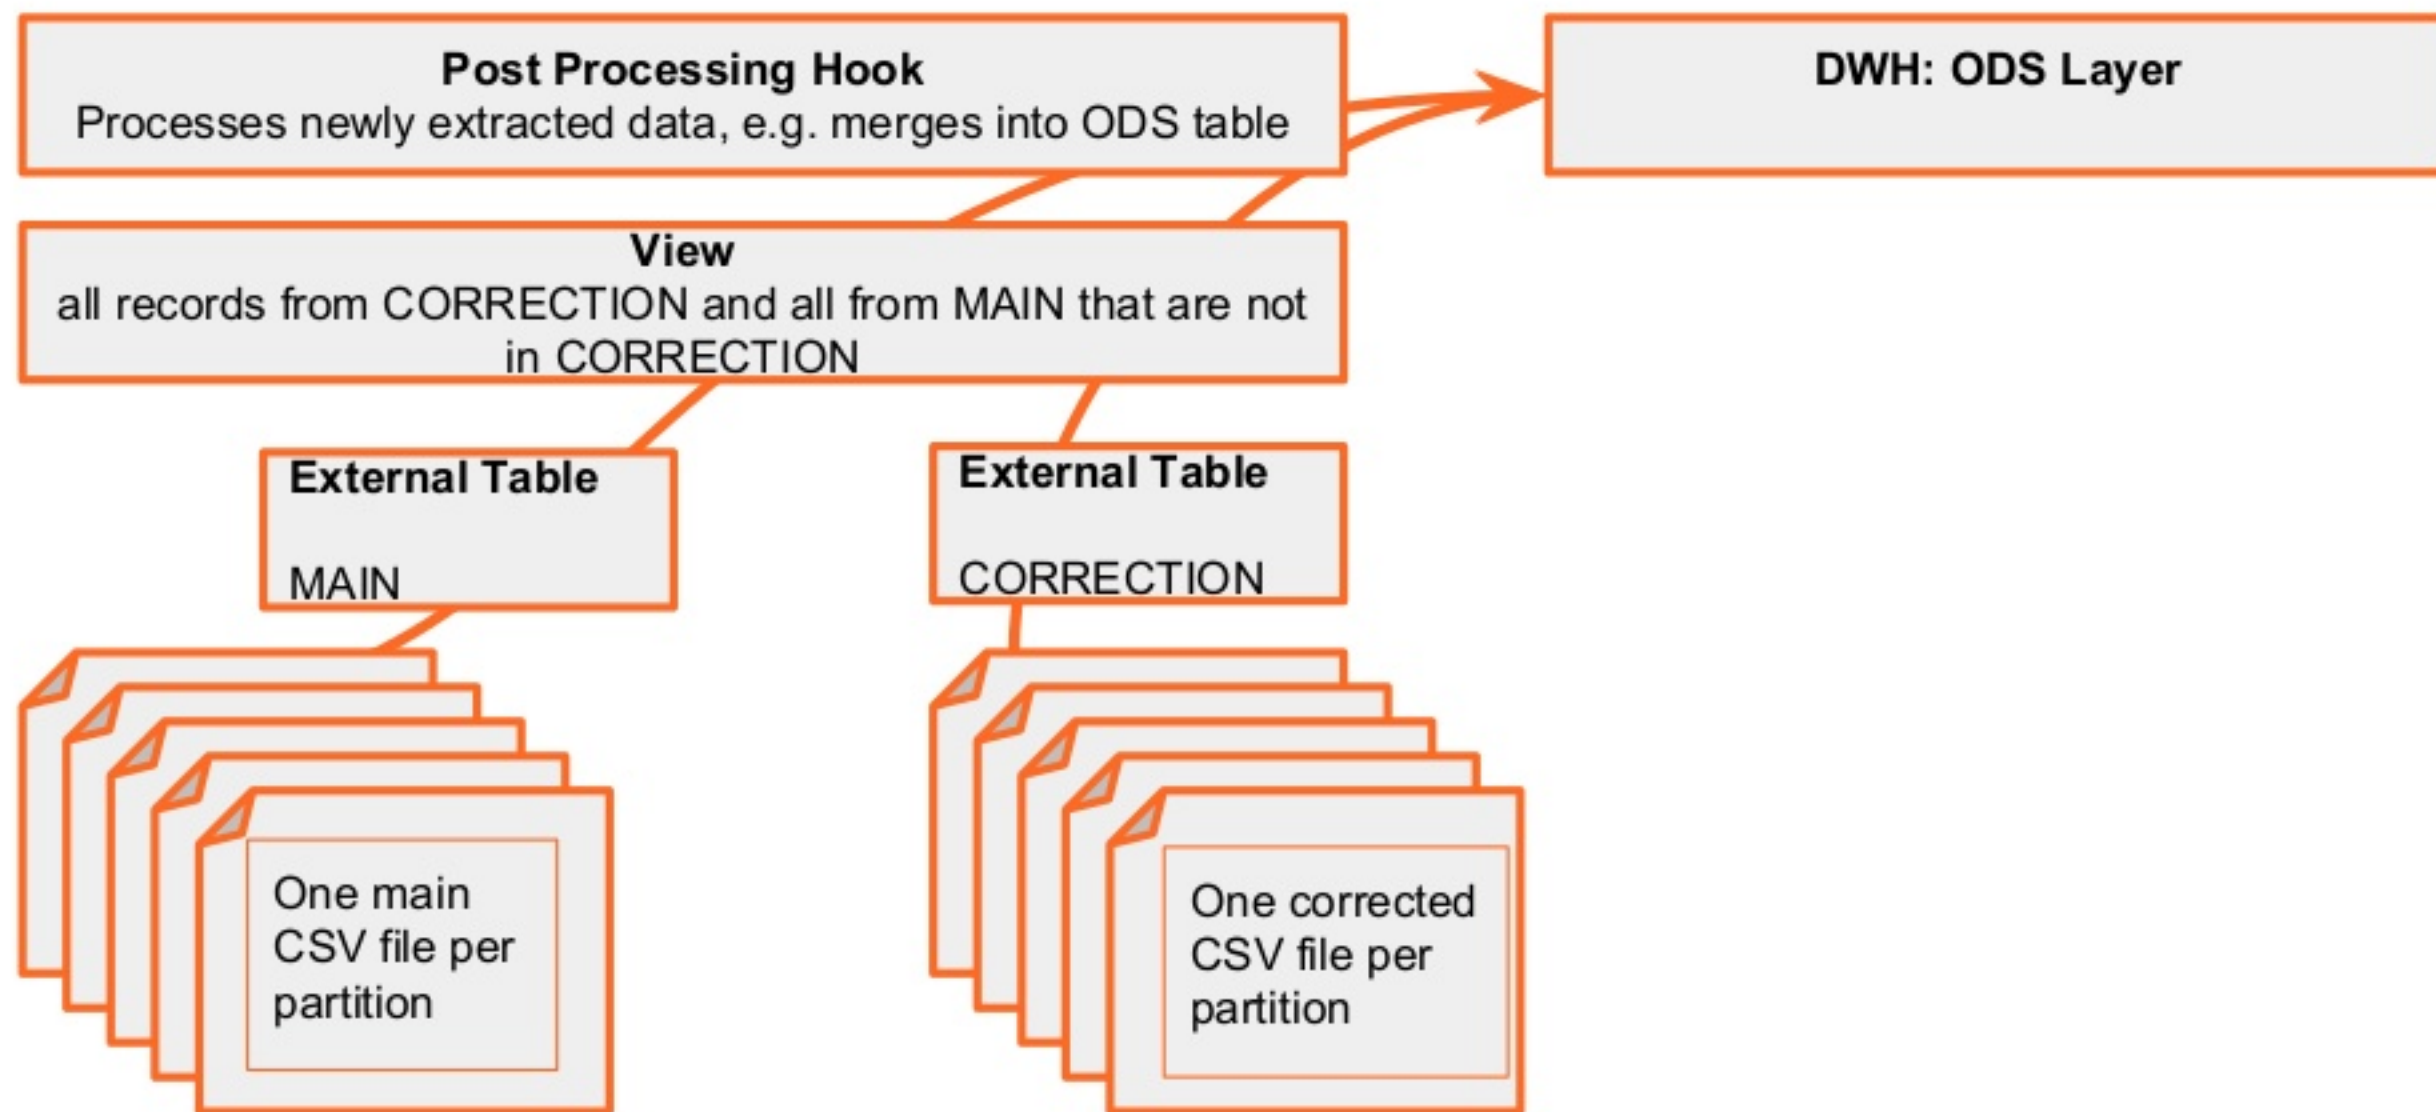 Post Processing Hook
Processes newly extracted data, e.g. merges into ODS table
DWH: ODS Layer
View
all records from CORRECTION and all from MAIN that are not
in CORRECTION
External Table
MAIN
External Table
CORRECTION
One main
CSV file per
partition
One corrected
CSV file per
partition